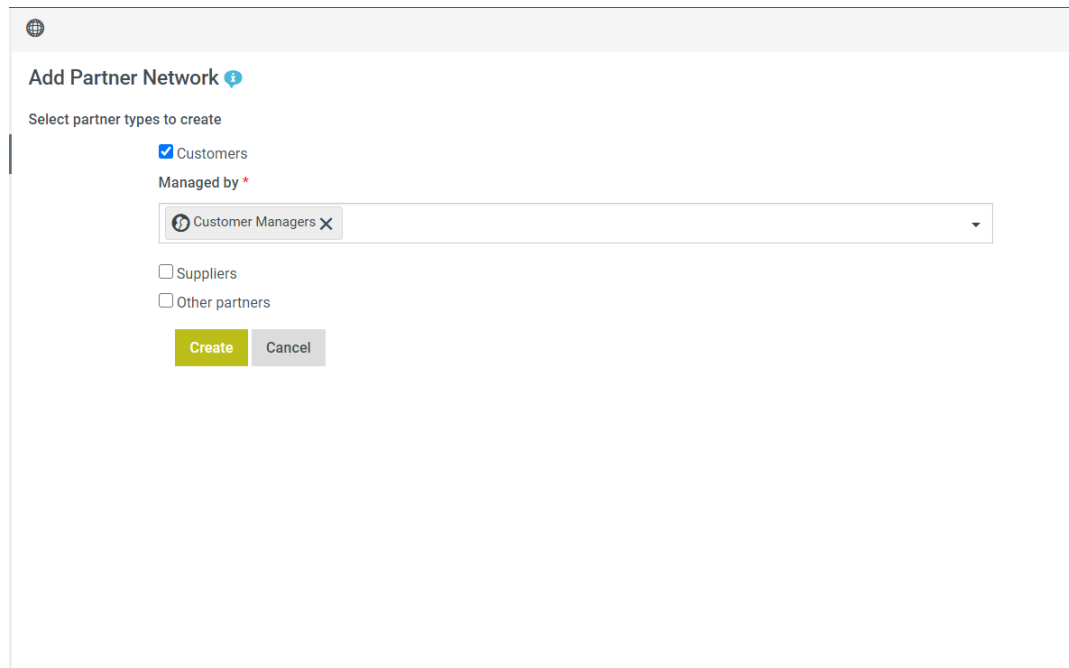 Add Partner Network
Select partner types to create
Customers
Managed by *
Customer Managers
Suppliers
Other partners
Create Cancel